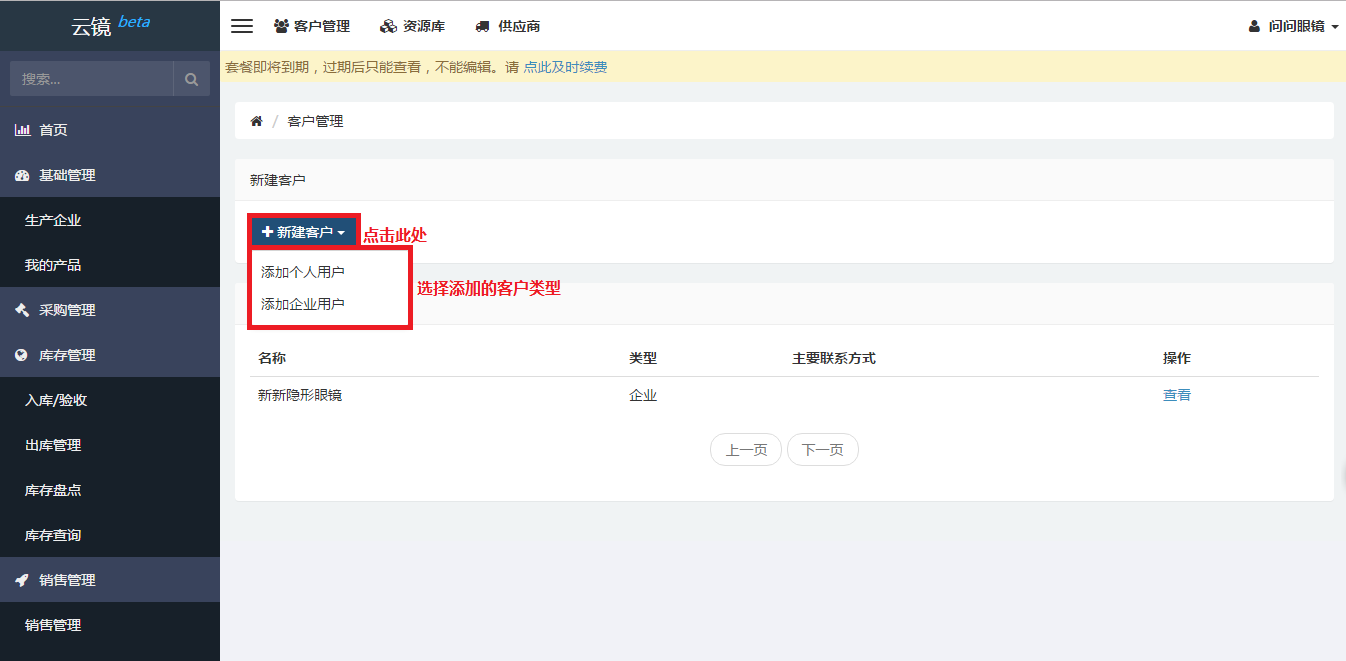 云镜 beta
客户管理 资源库 供应商 问问眼镜
搜索...
套餐即将到期，过期后只能查看，不能编辑。请 点此及时续费
首页
基础管理
生产企业
我的产品
采购管理
库存管理
入库/验收
出库管理
库存盘点
库存查询
销售管理
销售管理
/ 客户管理
新建客户
新建客户 点击此处
添加个人用户
添加企业用户
选择添加的客户类型
名称 类型 主要联系方式 操作
新新隐形眼镜 企业 查看
上一页 下一页